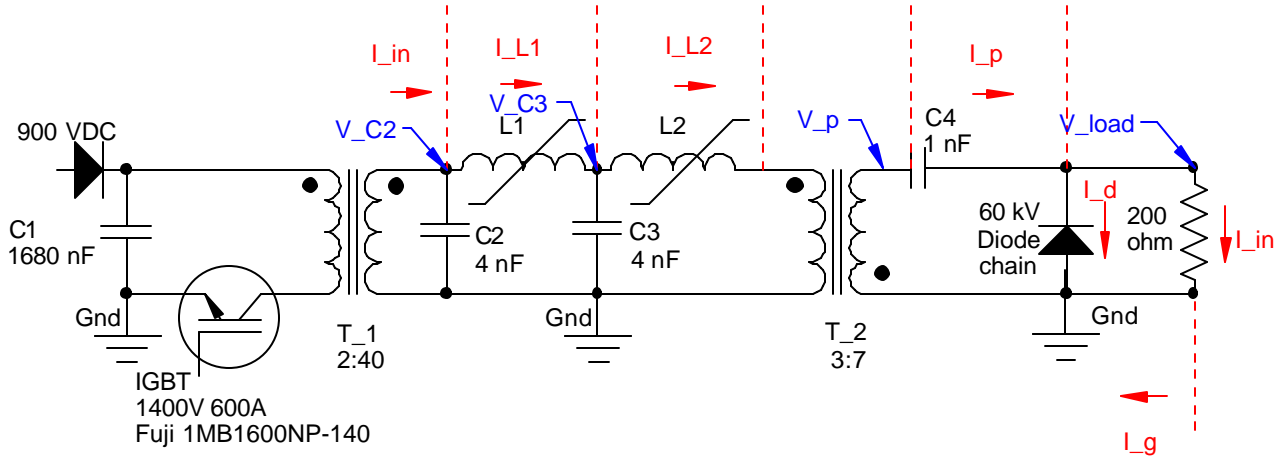 I_in
I_L1
I_L2
I_p
900 VDC
V_C2
V_C3
L1
L2
V_p
C4
1 nF
V_load
C1
1680 nF
C2
4 nF
C3
4 nF
60 kV
Diode
chain
I_d
200
ohm
I_in
Gnd
Gnd
Gnd
T_1
2:40
T_2
3:7
IGBT
1400V 600A
Fuji 1MB1600NP-140
I_g